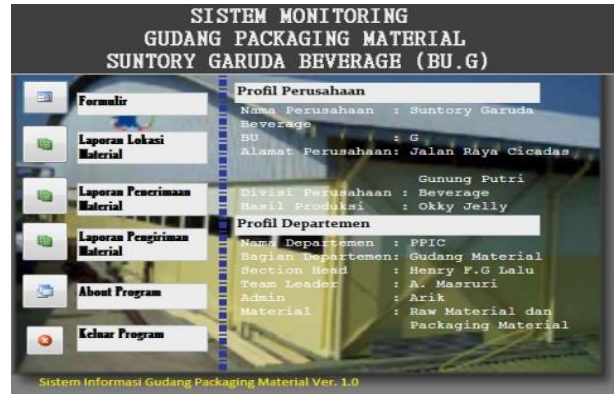 SISTEM MONITORING
GUDANG PACKAGING MATERIAL
SUNTORY GARUDA BEVERAGE (BU.G)
Formulir
Laporan Lokasi
Material
Laporan Penerimaan
Material
Laporan Pengiriman
Material
About Program
Keluar Program
Profil Perusahaan
Nama Perusahaan : Suntory Garuda
Beverage
BU : G
Alamat Perusahaan: Jalan Raya Cicadas
Gunung Putri
Divisi Perusahaan : Beverage
Hasil Produksi : Okky Jelly
Profil Departemen
Nama Departemen : PPIC
Bagian Departemen: Gudang Material
Section Head : Henry F.G Lalu
Team Leader : A. Masruri
Admin : Arik
Material : Raw Material dan
Packaging Material
Sistem Informasi Gudang Packaging Material Ver. 1.0